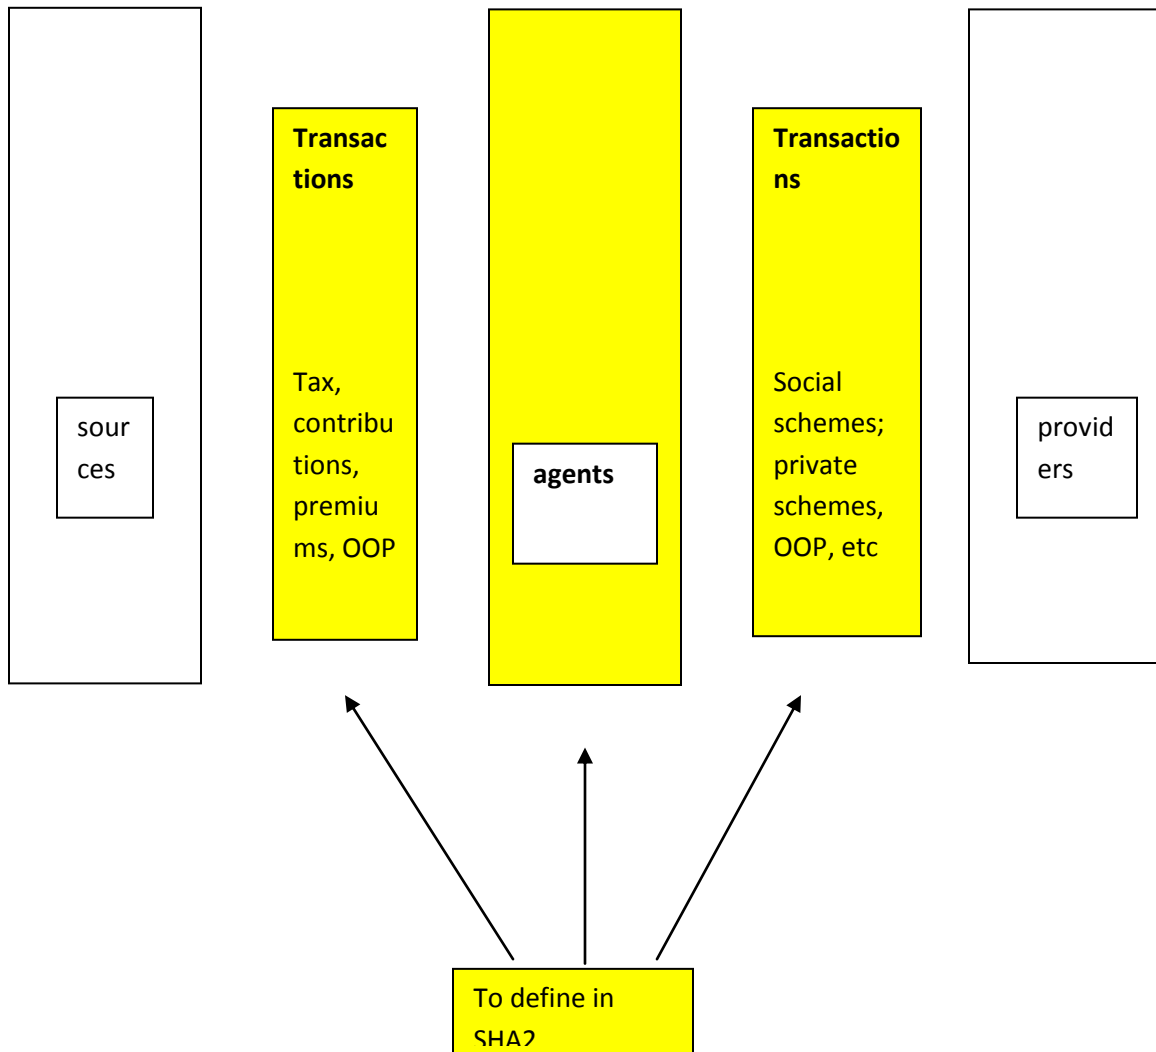 sour
ces
Transac
tions
Tax,
contribu
tions,
premiu
ms, OOP
agents
Transactio
ns
Social
schemes;
private
schemes,
OOP, etc
provid
ers
To define in
SHA2